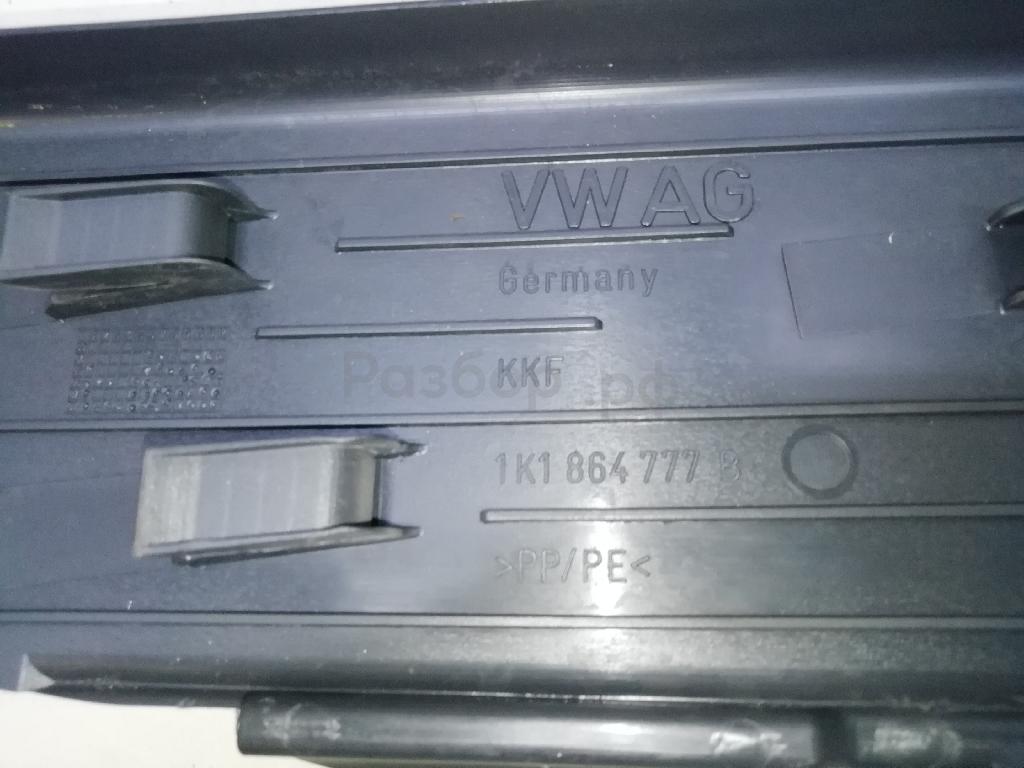 VW AG
Germany
KKF
Разбор.рф
1K1 864 777 B
>PP/PE<